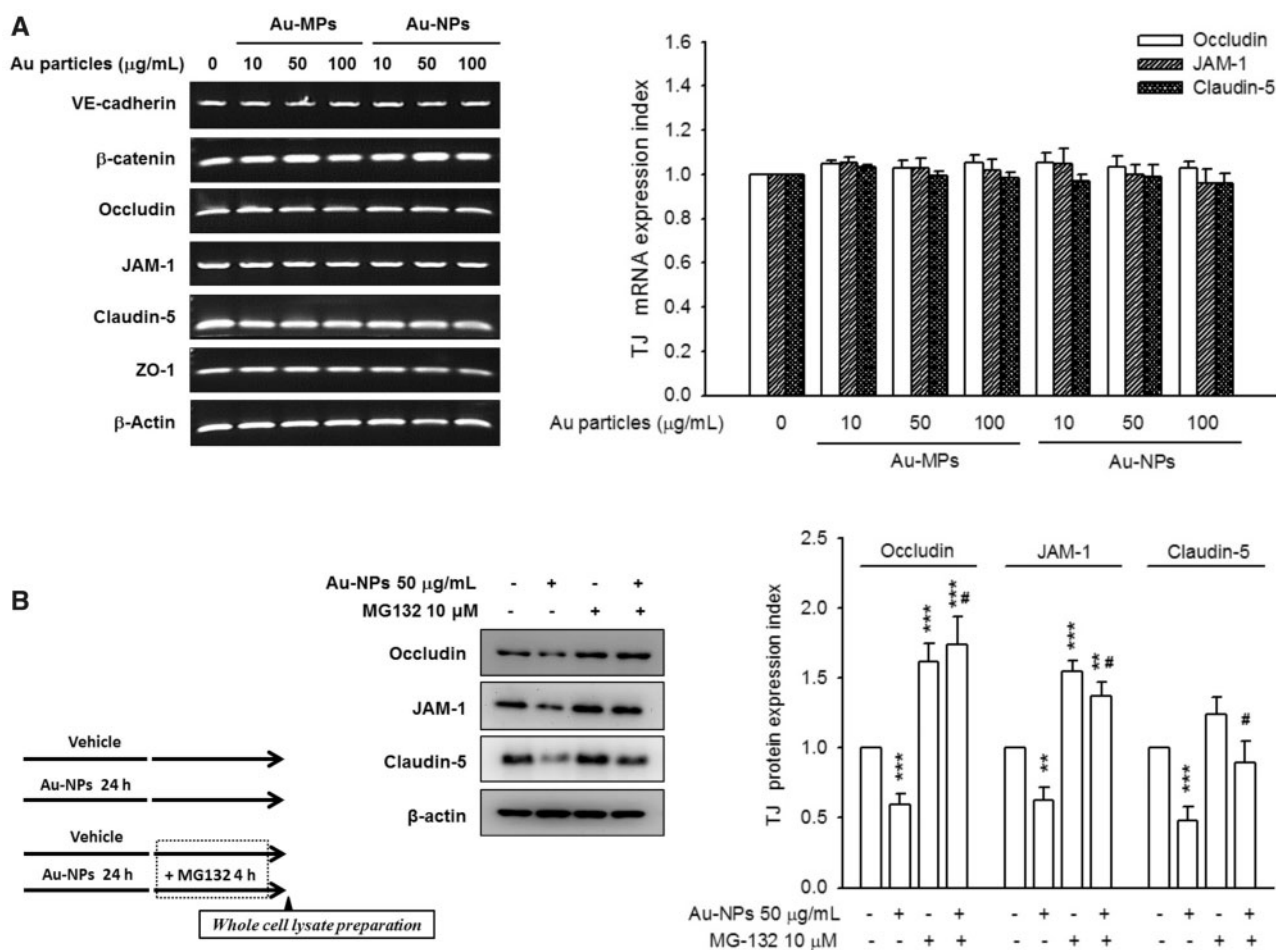 A
Au-MPs Au-NPs
Au particles (μg/mL) 0 10 50 100 10 50 100
VE-cadherin
β-catenin
Occludin
JAM-1
Claudin-5
ZO-1
β-Actin
1.6
1.4
1.2
1.0
0.8
0.6
0.4
0.2
0.0
TJ mRNA expression index
Occludin
JAM-1
Claudin-5
Au particles (μg/mL) 0 10 50 100 10 50 100
Au-MPs Au-NPs
B
Vehicle
Au-NPs 24 h
Vehicle
Au-NPs 24 h + MG132 4 h
Whole cell lysate preparation
Au-NPs 50 μg/mL - + - +
MG132 10 μM - - + +
Occludin
JAM-1
Claudin-5
β-actin
2.5
2.0
1.5
1.0
0.5
0.0
TJ protein expression index
Occludin JAM-1 Claudin-5
*** *** ***# ** *** **# *** #
Au-NPs 50 μg/mL - + - + - + - + - + - +
MG-132 10 μM - - + + - - + + - - + +